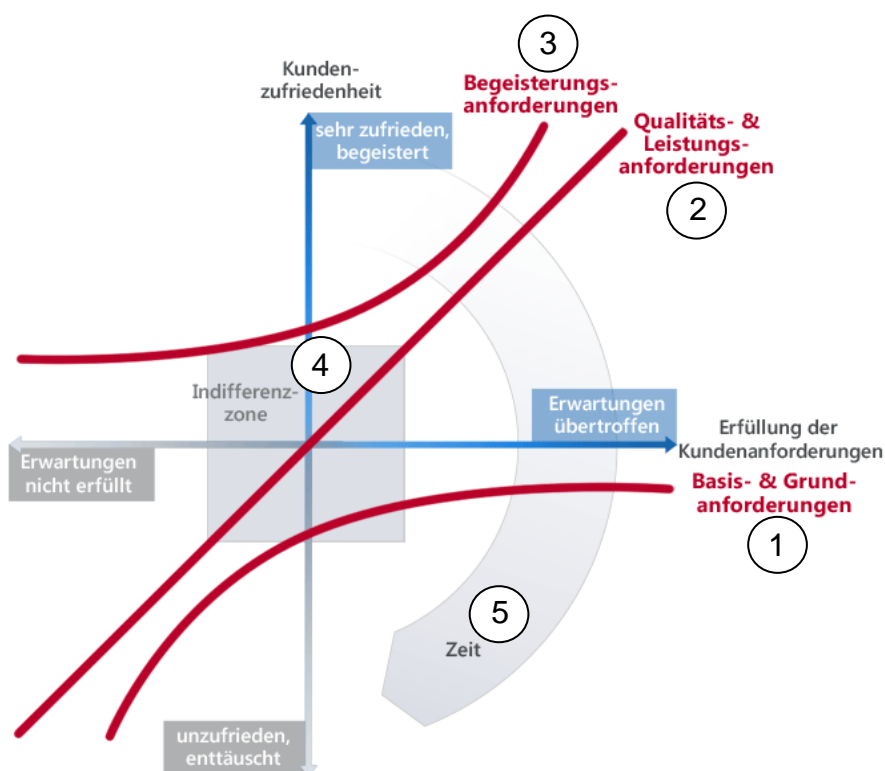 3
Kunden-
zufriedenheit
Begeisterungs-
anforderungen
sehr zufrieden,
begeistert
Qualitäts- &
Leistungs-
anforderungen
2
4
Indifferenz-
zone
Erwartungen
übertroffen
Erfüllung der
Kundenanforderungen
Erwartungen
nicht erfüllt
Basis- & Grund-
anforderungen
1
5
Zeit
unzufrieden,
enttäuscht